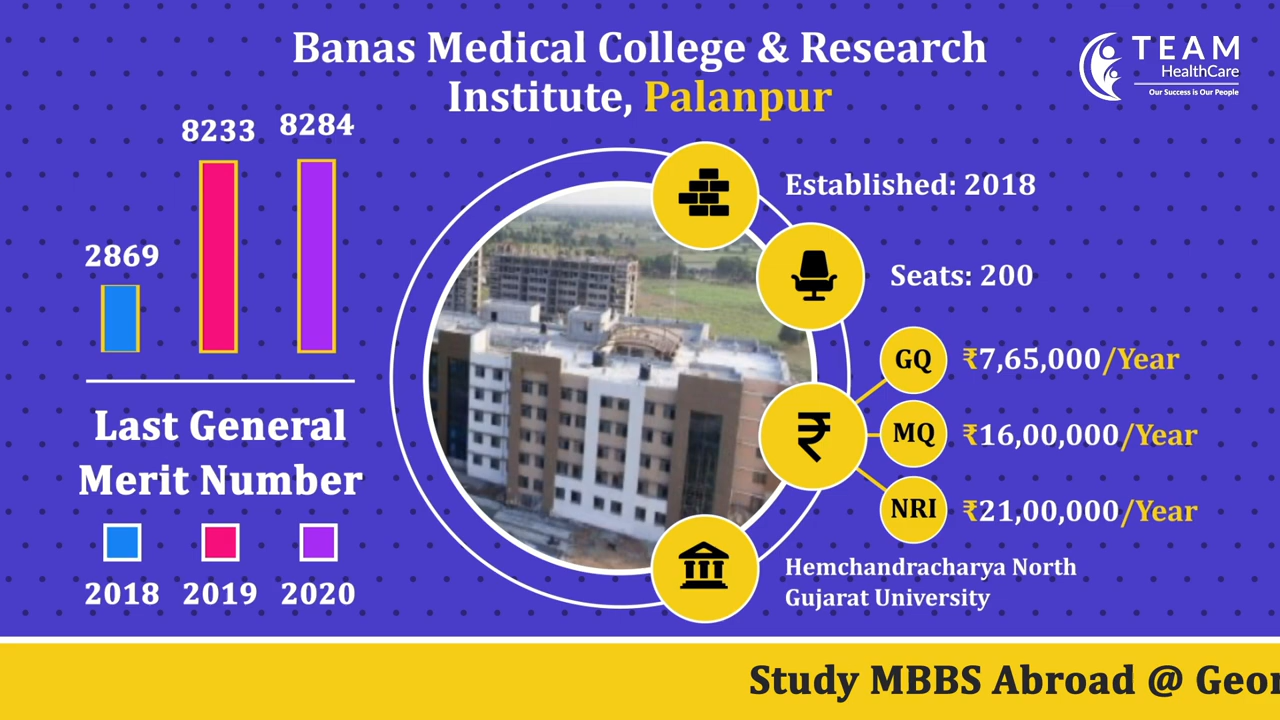 Banas Medical College & Research
Institute, Palanpur
TEAM
HealthCare
Our Success is Our People
8233
8284
2869
Last General
Merit Number
2018
2019
2020
Established: 2018
Seats: 200
GQ
₹7,65,000/Year
₹
MQ
₹16,00,000/Year
NRI
₹21,00,000/Year
Hemchandracharya North
Gujarat University
Study MBBS Abroad @ Geor